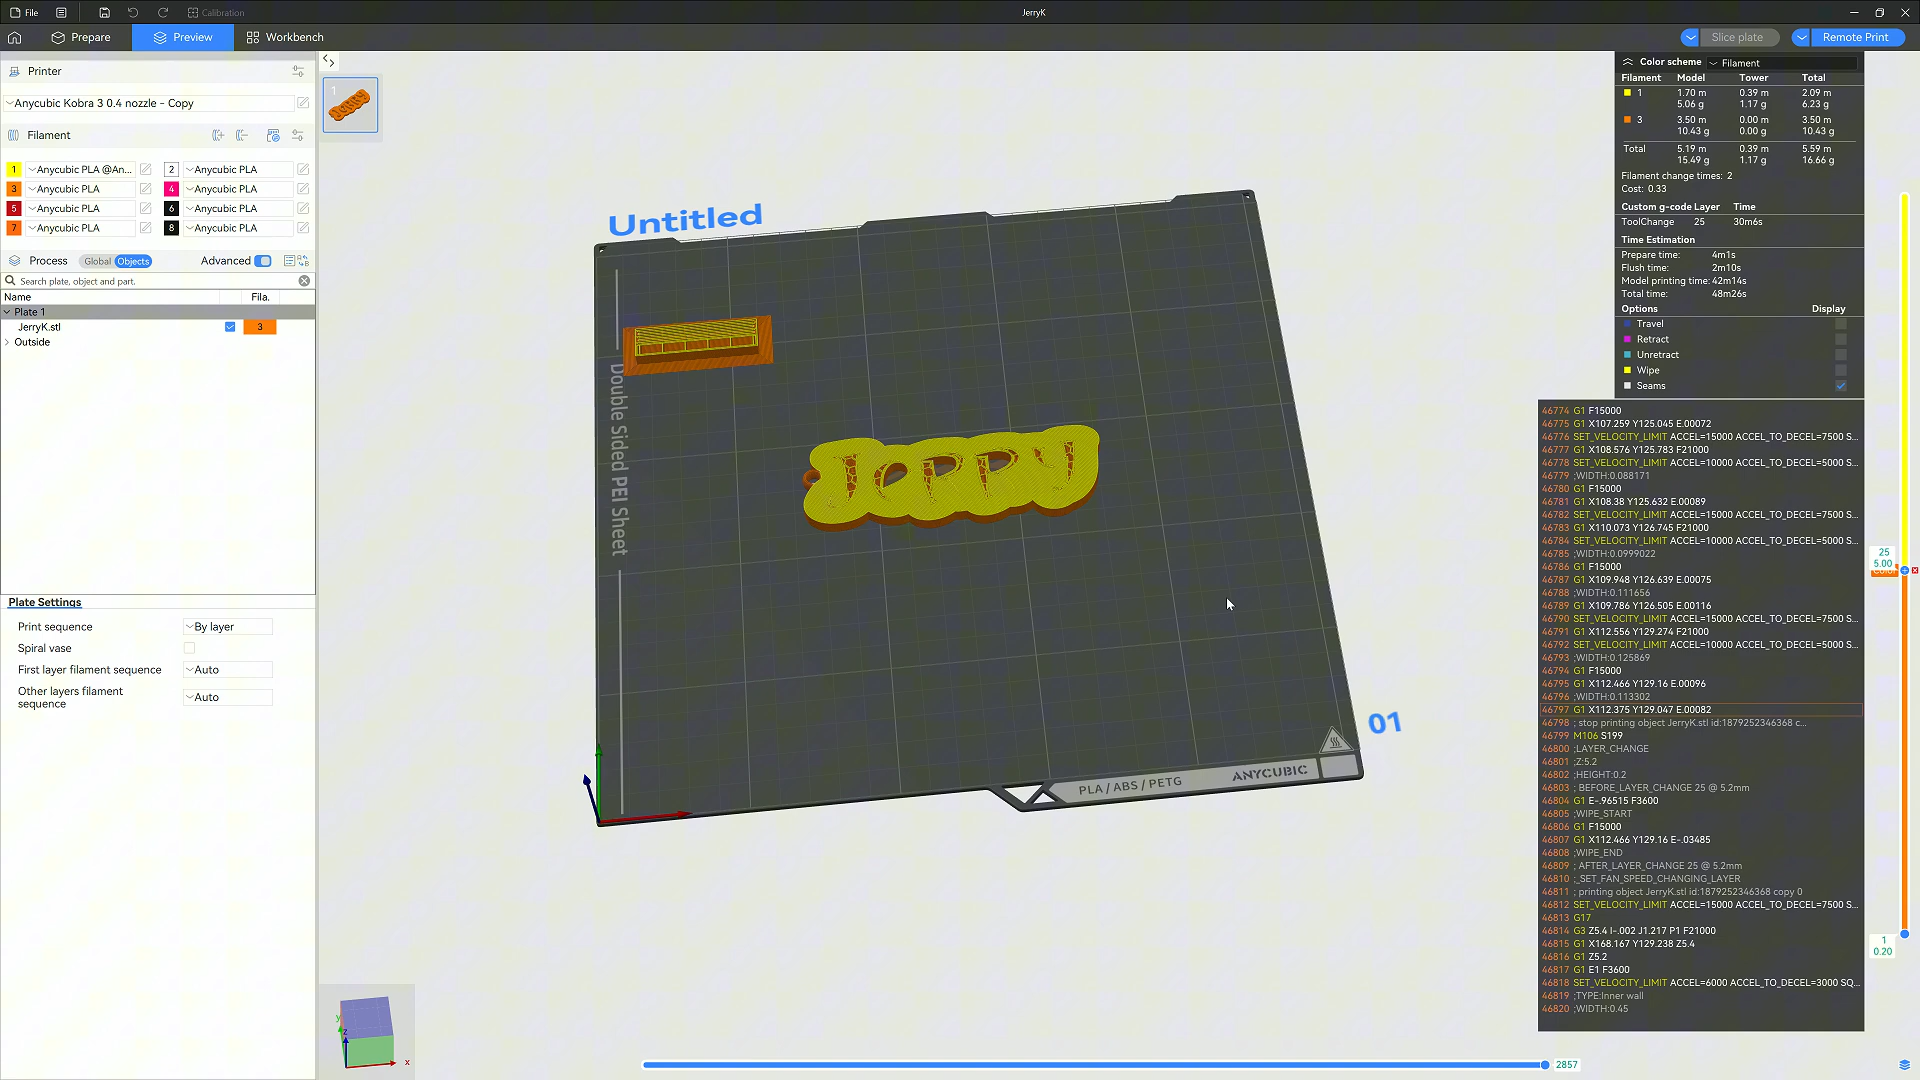 File
Calibration
JerryK
Prepare
Preview
Workbench
Slice plate
Remote Print
Printer
Anycubic Kobra 3 0.4 nozzle - Copy
Filament
1 Anycubic PLA @An...
2 Anycubic PLA
3 Anycubic PLA
4 Anycubic PLA
5 Anycubic PLA
6 Anycubic PLA
7 Anycubic PLA
8 Anycubic PLA
Process Global Objects Advanced
Search plate, object and part.
Name Fila.
Plate 1
JerryK.stl 3
Outside
Plate Settings
Print sequence By layer
Spiral vase
First layer filament sequence Auto
Other layers filament
sequence
Auto
1
Untitled
Double Sided PEI Sheet
Jerry
01
PLA / ABS / PETG
ANYCUBIC
y
z
x
2857
Color scheme Filament
Filament Model Tower Total
1 1.70 m 0.39 m 2.09 m
5.06 g 1.17 g 6.23 g
3 3.50 m 0.00 m 3.50 m
10.43 g 0.00 g 10.43 g
Total 5.19 m 0.39 m 5.59 m
15.49 g 1.17 g 16.66 g
Filament change times: 2
Cost: 0.33
Custom g-code Layer Time
ToolChange 25 30m6s
Time Estimation
Prepare time: 4m1s
Flush time: 2m10s
Model printing time: 42m14s
Total time: 48m26s
Options Display
Travel
Retract
Unretract
Wipe
Seams
46774 G1 F15000
46775 G1 X107.259 Y125.045 E.00072
46776 SET_VELOCITY_LIMIT ACCEL=15000 ACCEL_TO_DECEL=7500 S...
46777 G1 X108.576 Y125.783 F21000
46778 SET_VELOCITY_LIMIT ACCEL=10000 ACCEL_TO_DECEL=5000 S...
46779 ;WIDTH:0.088171
46780 G1 F15000
46781 G1 X108.38 Y125.632 E.00089
46782 SET_VELOCITY_LIMIT ACCEL=15000 ACCEL_TO_DECEL=7500 S...
46783 G1 X110.073 Y126.745 F21000
46784 SET_VELOCITY_LIMIT ACCEL=10000 ACCEL_TO_DECEL=5000 S...
46785 ;WIDTH:0.0999022
46786 G1 F15000
46787 G1 X109.948 Y126.639 E.00075
46788 ;WIDTH:0.111656
46789 G1 X109.786 Y126.505 E.00116
46790 SET_VELOCITY_LIMIT ACCEL=15000 ACCEL_TO_DECEL=7500 S...
46791 G1 X112.556 Y129.274 F21000
46792 SET_VELOCITY_LIMIT ACCEL=10000 ACCEL_TO_DECEL=5000 S...
46793 ;WIDTH:0.125869
46794 G1 F15000
46795 G1 X112.466 Y129.16 E.00096
46796 ;WIDTH:0.113302
46797 G1 X112.375 Y129.047 E.00082
46798 ; stop printing object JerryK.stl id:1879252346368 c...
46799 M106 S199
46800 ;LAYER_CHANGE
46801 ;Z:5.2
46802 ;HEIGHT:0.2
46803 ; BEFORE_LAYER_CHANGE 25 @ 5.2mm
46804 G1 E-.96515 F3600
46805 ;WIPE_START
46806 G1 F15000
46807 G1 X112.466 Y129.16 E-.03485
46808 ;WIPE_END
46809 ; AFTER_LAYER_CHANGE 25 @ 5.2mm
46810 ;_SET_FAN_SPEED_CHANGING_LAYER
46811 ; printing object JerryK.stl id:1879252346368 copy 0
46812 SET_VELOCITY_LIMIT ACCEL=15000 ACCEL_TO_DECEL=7500 S...
46813 G17
46814 G3 Z5.4 I-.002 J1.217 P1 F21000
46815 G1 X168.167 Y129.238 Z5.4
46816 G1 Z5.2
46817 G1 E1 F3600
46818 SET_VELOCITY_LIMIT ACCEL=6000 ACCEL_TO_DECEL=3000 SQ...
46819 ;TYPE:Inner wall
46820 ;WIDTH:0.45
25
5.00
1
0.20